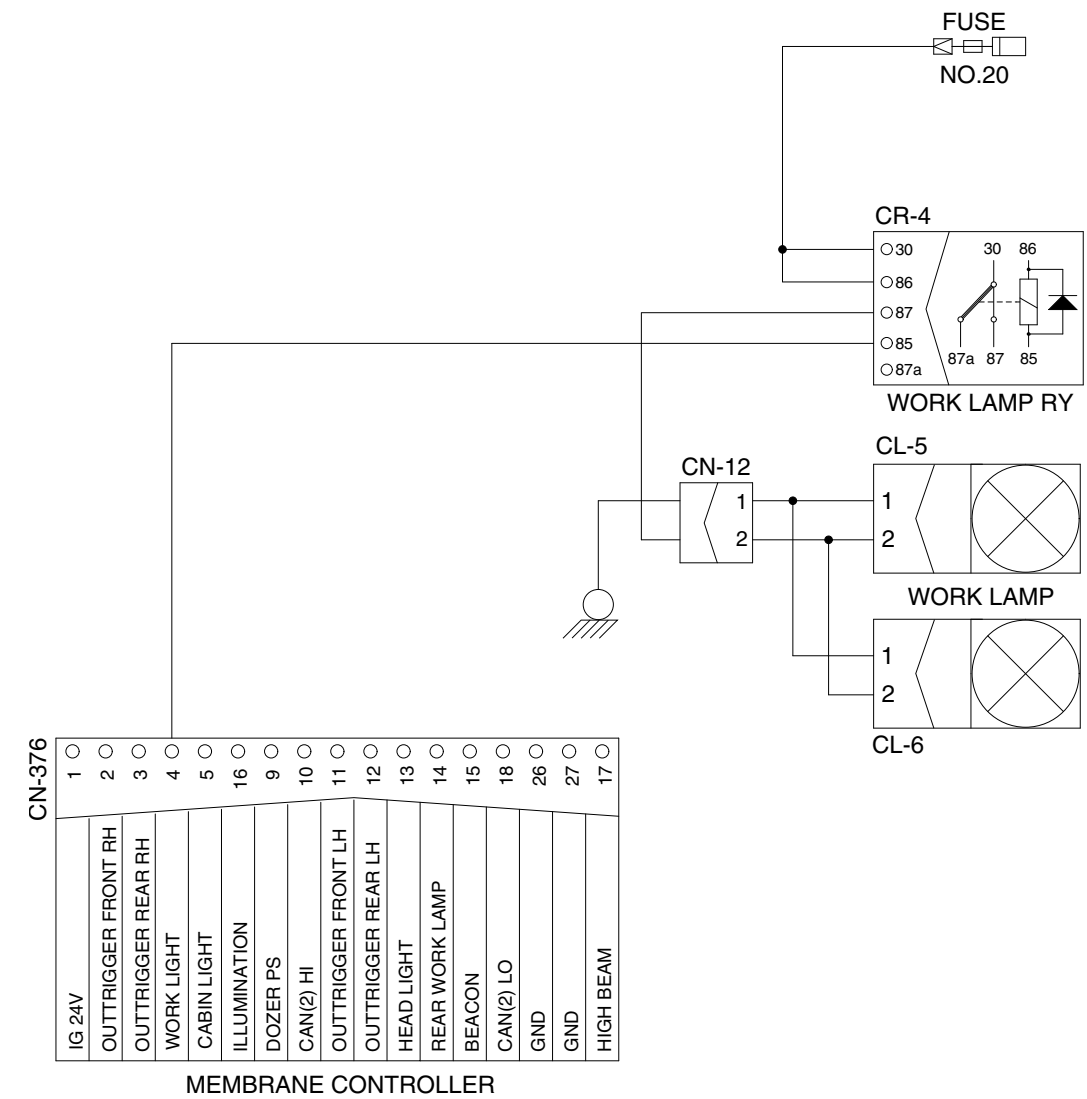 FUSE
NO.20
CR-4
30
86
87
85
87a
30 86
87a 87 85
WORK LAMP RY
CL-5
1
2
CN-12
1
2
WORK LAMP
1
2
CL-6
CN-376
1 2 3 4 5 16 9 10 11 12 13 14 15 18 26 27 17
IG 24V
OUTTRIGGER FRONT RH
OUTTRIGGER REAR RH
WORK LIGHT
CABIN LIGHT
ILLUMINATION
DOZER PS
CAN(2) HI
OUTTRIGGER FRONT LH
OUTTRIGGER REAR LH
HEAD LIGHT
REAR WORK LAMP
BEACON
CAN(2) LO
GND
GND
HIGH BEAM
MEMBRANE CONTROLLER